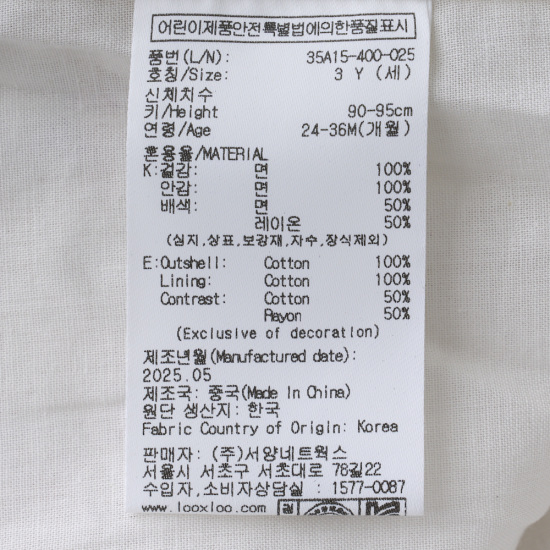 어린이제품안전특별법에의한품질표시
품번(L/N): 35A15-400-025
호칭/Size: 3 Y (세)
신체치수
키/Height 90-95cm
연령/Age 24-36M(개월)
혼용율/MATERIAL
K:겉감: 면 100%
안감: 면 100%
배색: 면 50%
레이온 50%
(심지,상표,보강재,자수,장식제외)
E:Outshell: Cotton 100%
Lining: Cotton 100%
Contrast: Cotton 50%
Rayon 50%
(Exclusive of decoration)
제조년월(Manufactured date):
2025.05
제조국: 중국(Made In China)
원단 생산지: 한국
Fabric Country of Origin: Korea
판매자: (주)서양네트웍스
서울시 서초구 서초대로 78길22
수입자,소비자상담실 : 1577-0087
www.looxloo.com